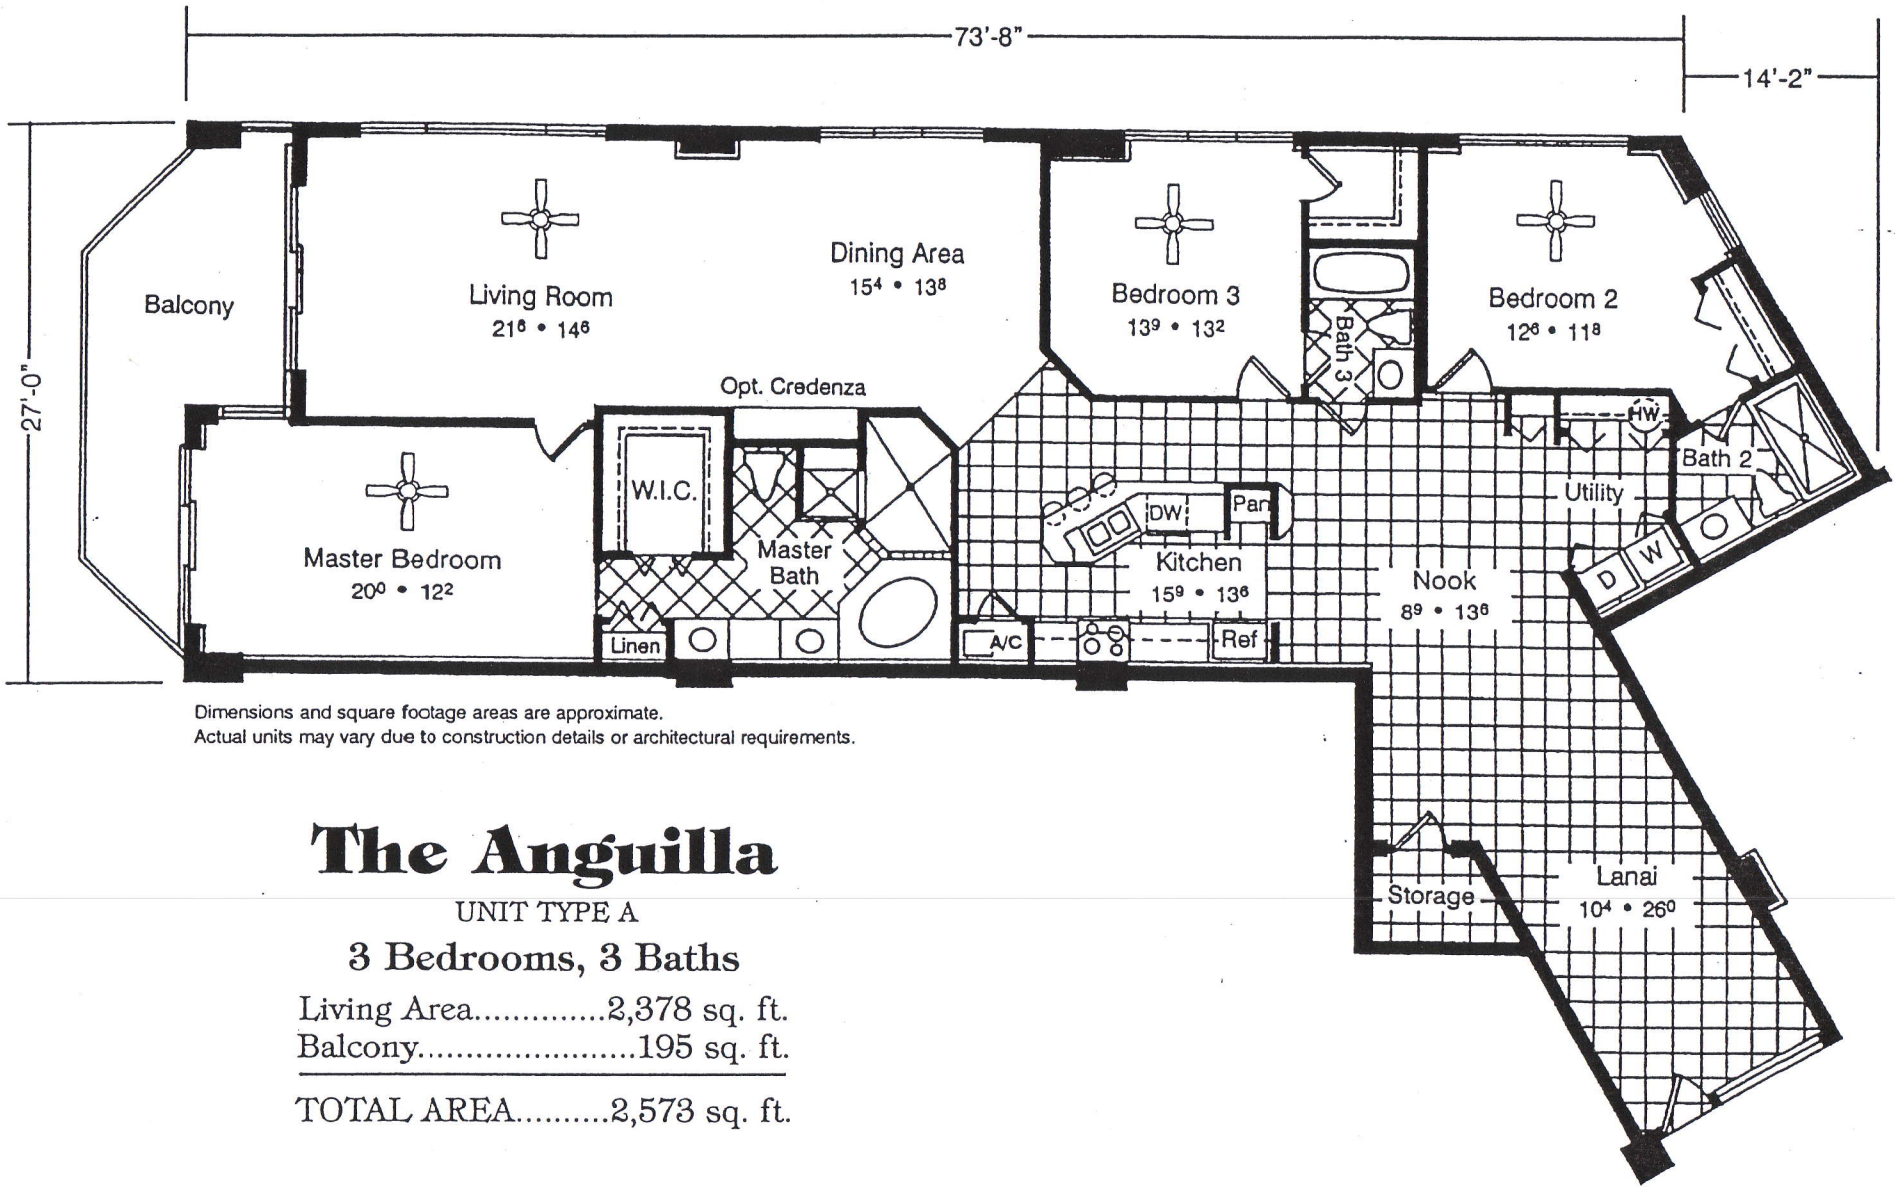 73'-8"
14'-2"
27'-0"
Balcony
Living Room
21⁶ • 14⁶
Dining Area
15⁴ • 13⁸
Opt. Credenza
Bedroom 3
13⁹ • 13²
Bath 3
Bedroom 2
12⁶ • 11⁸
HW
Bath 2
Utility
W
D
Master Bedroom
20⁰ • 12²
W.I.C.
Master
Bath
Linen
DW
Pan
Kitchen
15⁹ • 13⁶
A/C
Ref
Nook
8⁹ • 13⁶
Storage
Lanai
10⁴ • 26⁰
Dimensions and square footage areas are approximate.
Actual units may vary due to construction details or architectural requirements.
The Anguilla
UNIT TYPE A
3 Bedrooms, 3 Baths
Living Area..............2,378 sq. ft.
Balcony.......................195 sq. ft.
TOTAL AREA..........2,573 sq. ft.